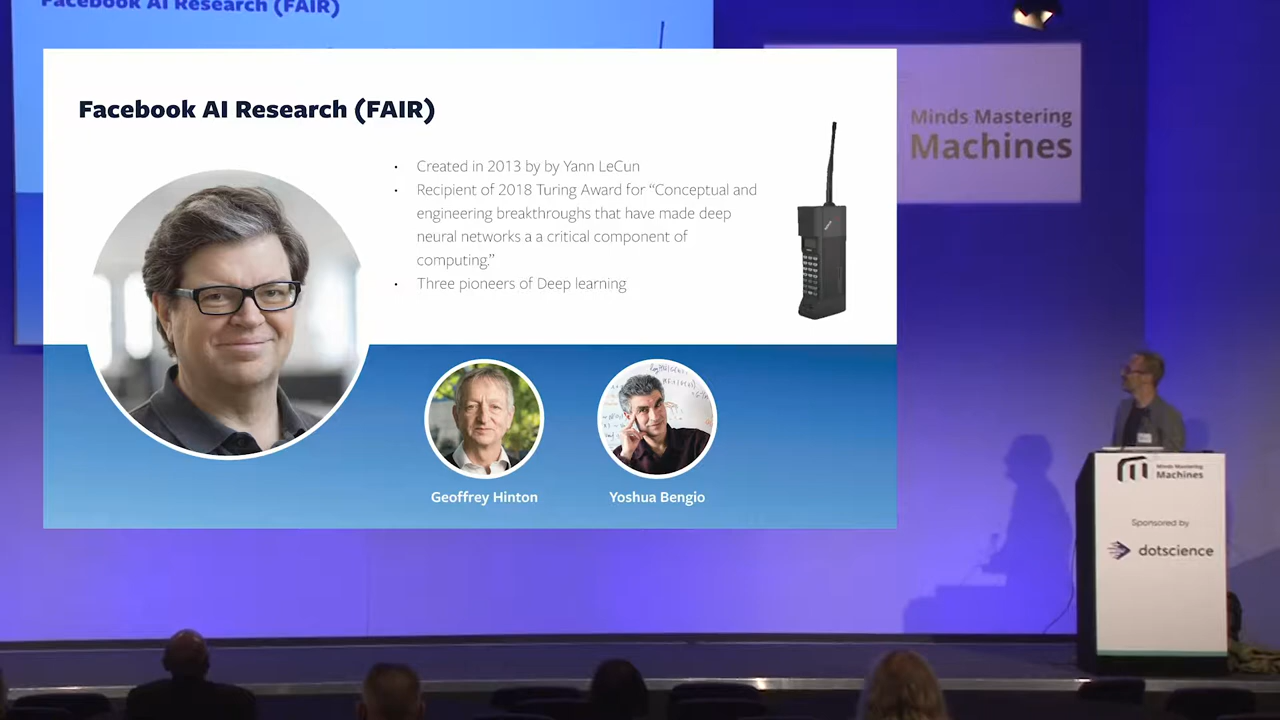 Facebook AI Research (FAIR)
Facebook AI Research (FAIR)
• Created in 2013 by by Yann LeCun
• Recipient of 2018 Turing Award for “Conceptual and
engineering breakthroughs that have made deep
neural networks a a critical component of
computing.”
• Three pioneers of Deep learning
Geoffrey Hinton
Yoshua Bengio
Minds Mastering
Machines
Minds Mastering
Machines
Sponsored by
dotscience